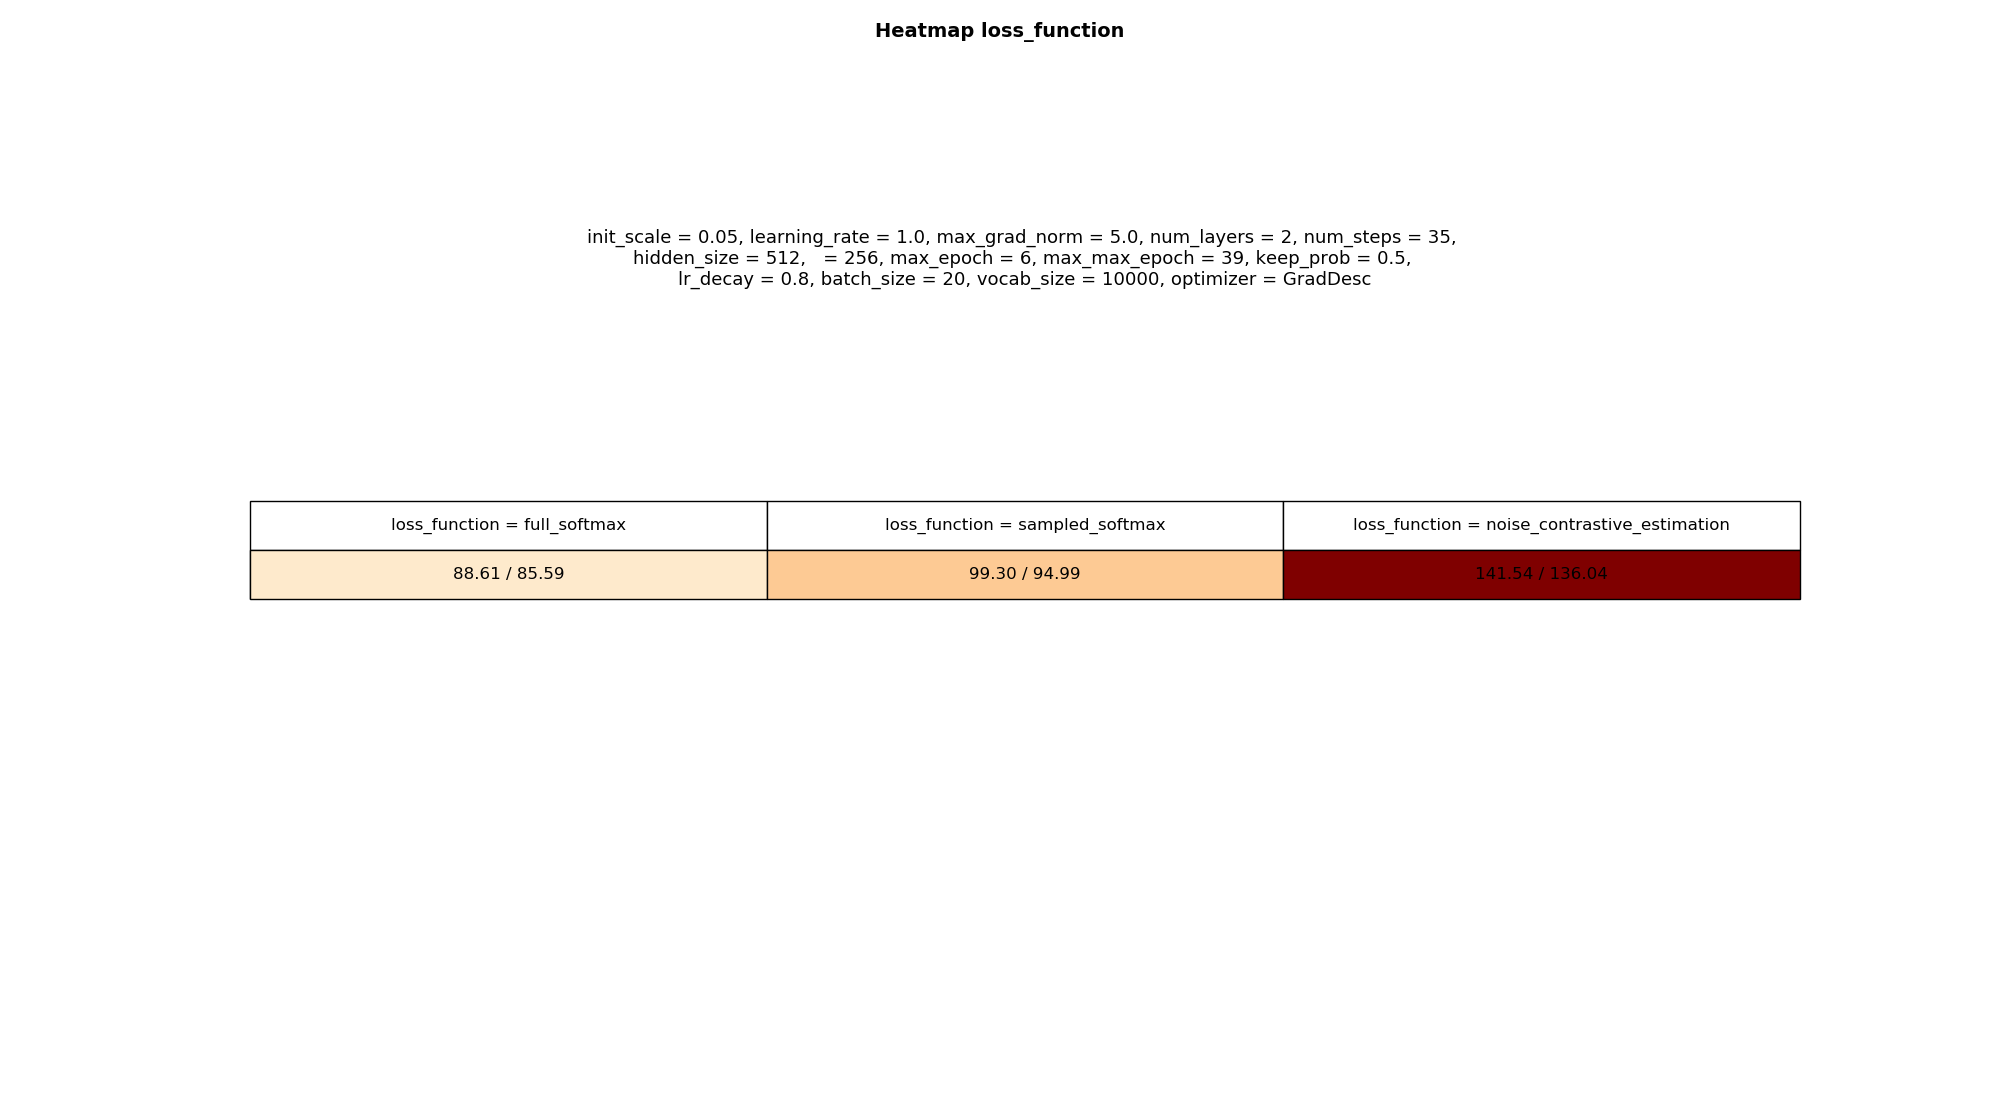 Heatmap loss_function
init_scale = 0.05, learning_rate = 1.0, max_grad_norm = 5.0, num_layers = 2, num_steps = 35,
hidden_size = 512,   = 256, max_epoch = 6, max_max_epoch = 39, keep_prob = 0.5,
lr_decay = 0.8, batch_size = 20, vocab_size = 10000, optimizer = GradDesc
loss_function = full_softmax loss_function = sampled_softmax loss_function = noise_contrastive_estimation
88.61 / 85.59 99.30 / 94.99 141.54 / 136.04